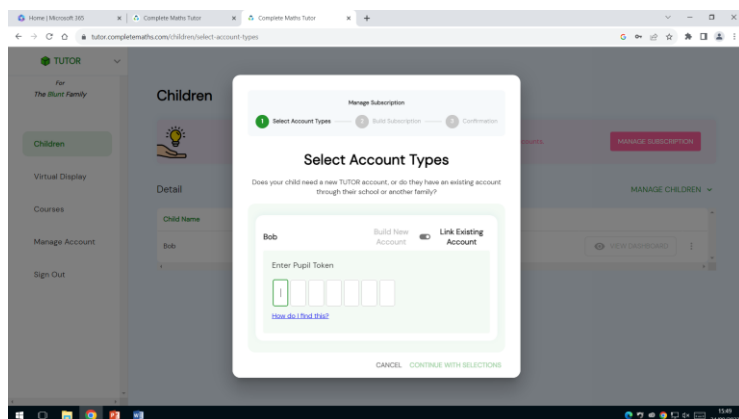 Home | Microsoft 365
Complete Maths Tutor
Complete Maths Tutor
tutor.completemaths.com/children/select-account-types
TUTOR
For
The Blunt Family
Children
Virtual Display
Courses
Manage Account
Sign Out
Children
MANAGE SUBSCRIPTION
Detail
MANAGE CHILDREN
Child Name
Bob
VIEW DASHBOARD
Manage Subscription
1 Select Account Types 2 Build Subscription 3 Confirmation
Select Account Types
Does your child need a new TUTOR account, or do they have an existing account
through their school or another family?
Bob
Build New
Account
Link Existing
Account
Enter Pupil Token
How do I find this?
CANCEL CONTINUE WITH SELECTIONS
15:49